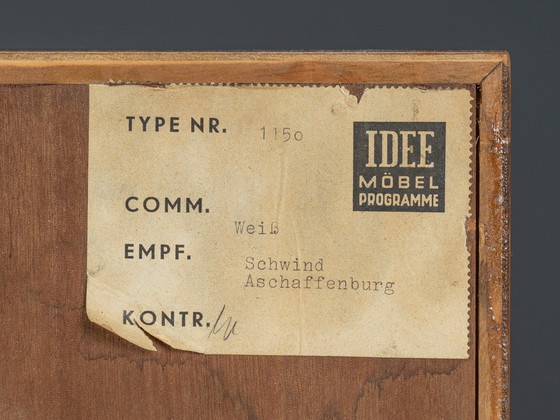 TYPE NR. 1150
IDEE
MÖBEL
PROGRAMME
COMM. Weiß
EMPF. Schwind
Aschaffenburg
KONTR.